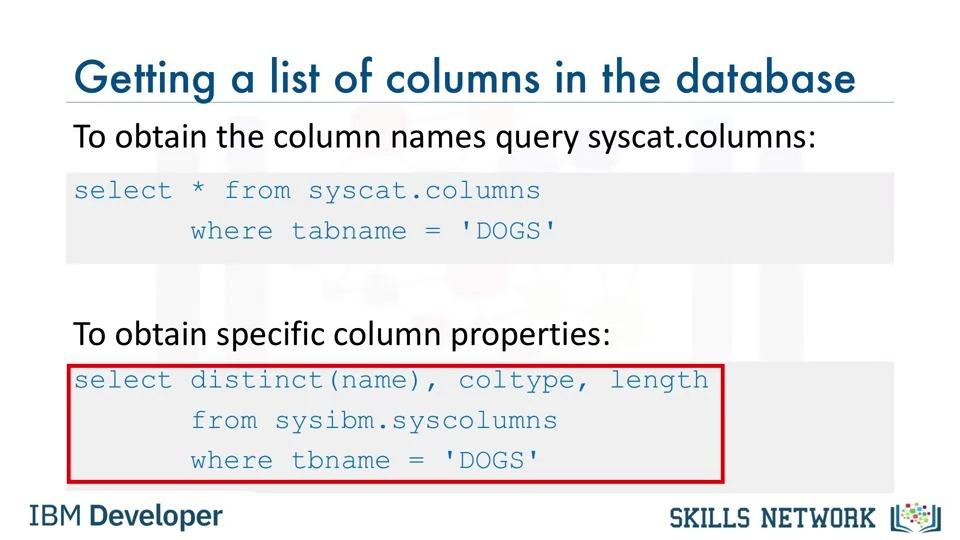 Getting a list of columns in the database
To obtain the column names query syscat.columns:
select * from syscat.columns
where tabname = 'DOGS'
To obtain specific column properties:
select distinct(name), coltype, length
from sysibm.syscolumns
where tbname = 'DOGS'
IBM Developer
SKILLS NETWORK